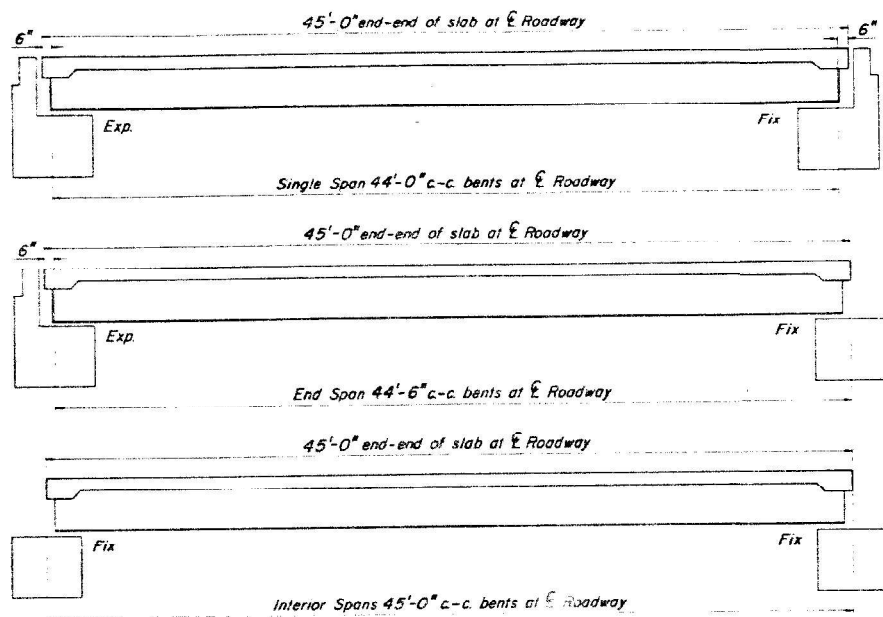 45'-0" end-end of slab at ℄ Roadway
6"
6"
Exp.
Fix
Single Span 44'-0" c.-c. bents at ℄ Roadway
45'-0" end-end of slab at ℄ Roadway
6"
Exp.
Fix
End Span 44'-6" c.-c. bents at ℄ Roadway
45'-0" end-end of slab at ℄ Roadway
Fix
Fix
Interior Spans 45'-0" c.-c. bents at ℄ Roadway